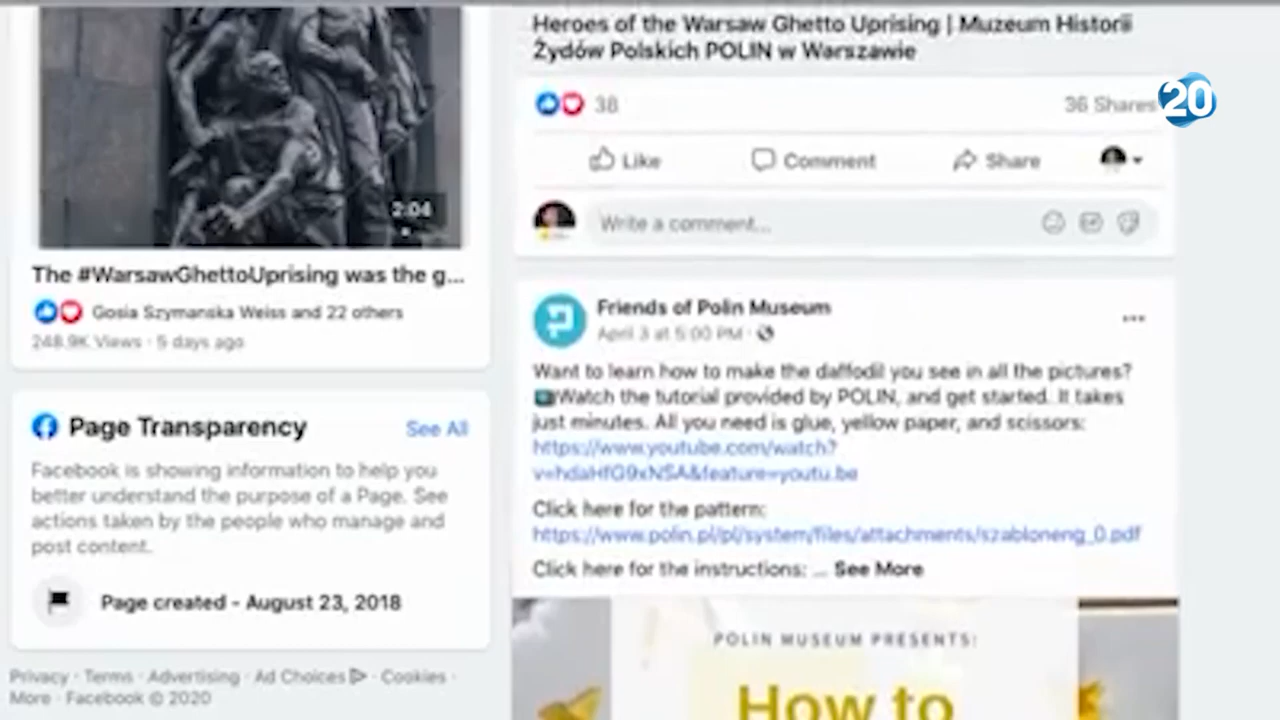 2:04
The #WarsawGhettoUprising was the g...
Gosia Szymanska Weiss and 22 others
248.9K Views · 5 days ago
Page Transparency
See All
Facebook is showing information to help you
better understand the purpose of a Page. See
actions taken by the people who manage and
post content.
Page created - August 23, 2018
Privacy · Terms · Advertising · Ad Choices · Cookies ·
More · Facebook © 2020
Heroes of the Warsaw Ghetto Uprising | Muzeum Historii
Żydów Polskich POLIN w Warszawie
38
36 Shares
20
Like
Comment
Share
Write a comment...
Friends of Polin Museum
April 3 at 5:00 PM ·
Want to learn how to make the daffodil you see in all the pictures?
Watch the tutorial provided by POLIN, and get started. It takes
just minutes. All you need is glue, yellow paper, and scissors:
https://www.youtube.com/watch?
v=hdaHfG9xNSA&feature=youtu.be
Click here for the pattern:
https://www.polin.pl/pl/system/files/attachments/szabloneng_0.pdf
Click here for the instructions: ... See More
POLIN MUSEUM PRESENTS:
How to